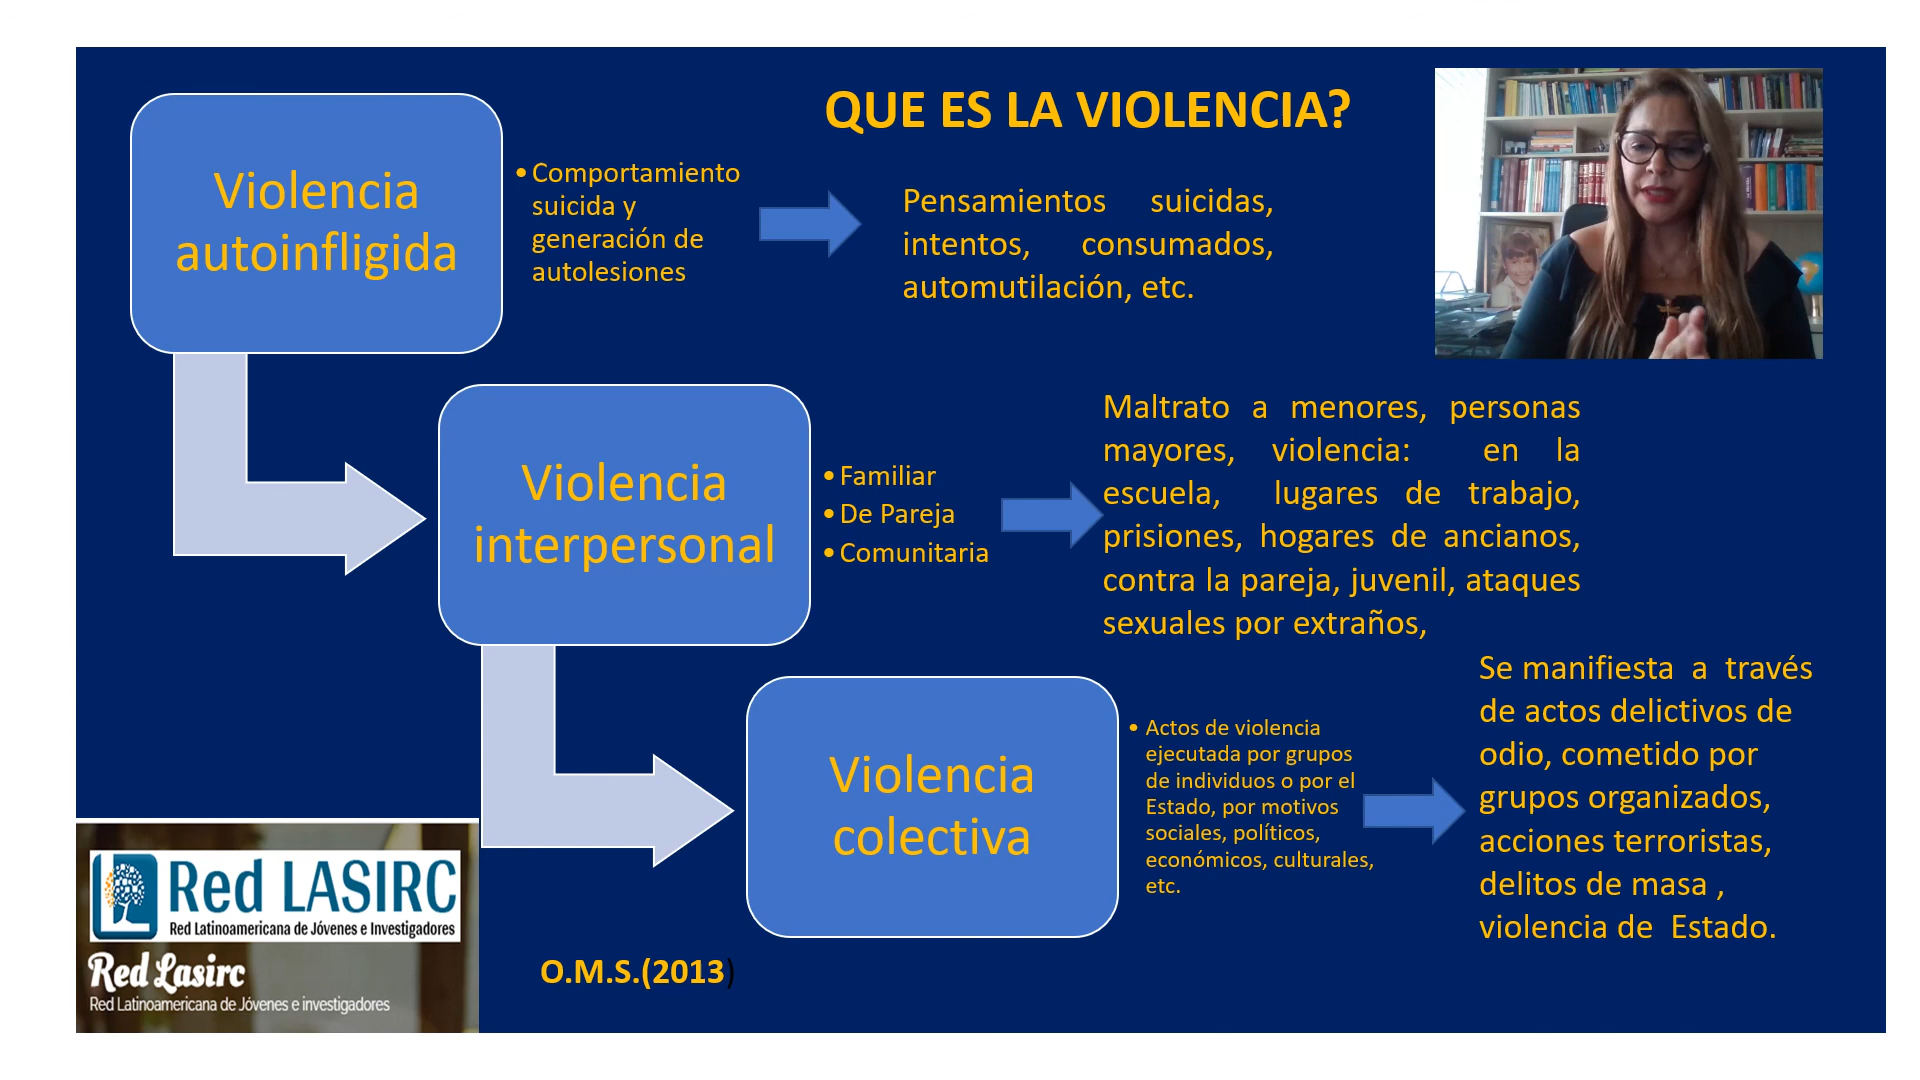 QUE ES LA VIOLENCIA?
Violencia
autoinfligida
• Comportamiento
suicida y
generación de
autolesiones
Pensamientos suicidas,
intentos, consumados,
automutilación, etc.
Violencia
interpersonal
• Familiar
• De Pareja
• Comunitaria
Maltrato a menores, personas
mayores, violencia: en la
escuela, lugares de trabajo,
prisiones, hogares de ancianos,
contra la pareja, juvenil, ataques
sexuales por extraños,
Violencia
colectiva
• Actos de violencia
ejecutada por grupos
de individuos o por el
Estado, por motivos
sociales, políticos,
económicos, culturales,
etc.
Se manifiesta a través
de actos delictivos de
odio, cometido por
grupos organizados,
acciones terroristas,
delitos de masa ,
violencia de Estado.
Red LASIRC
Red Latinoamericana de Jóvenes e Investigadores
Red Lasirc
Red Latinoamericana de Jóvenes e investigadores
O.M.S.(2013)